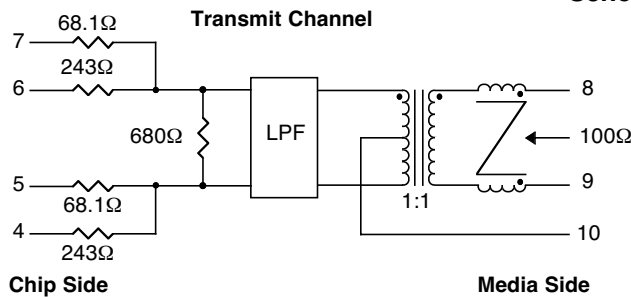 Transmit Channel
7
68.1Ω
6
243Ω
680Ω
LPF
8
100Ω
5
68.1Ω
9
1:1
4
243Ω
10
Chip Side
Media Side